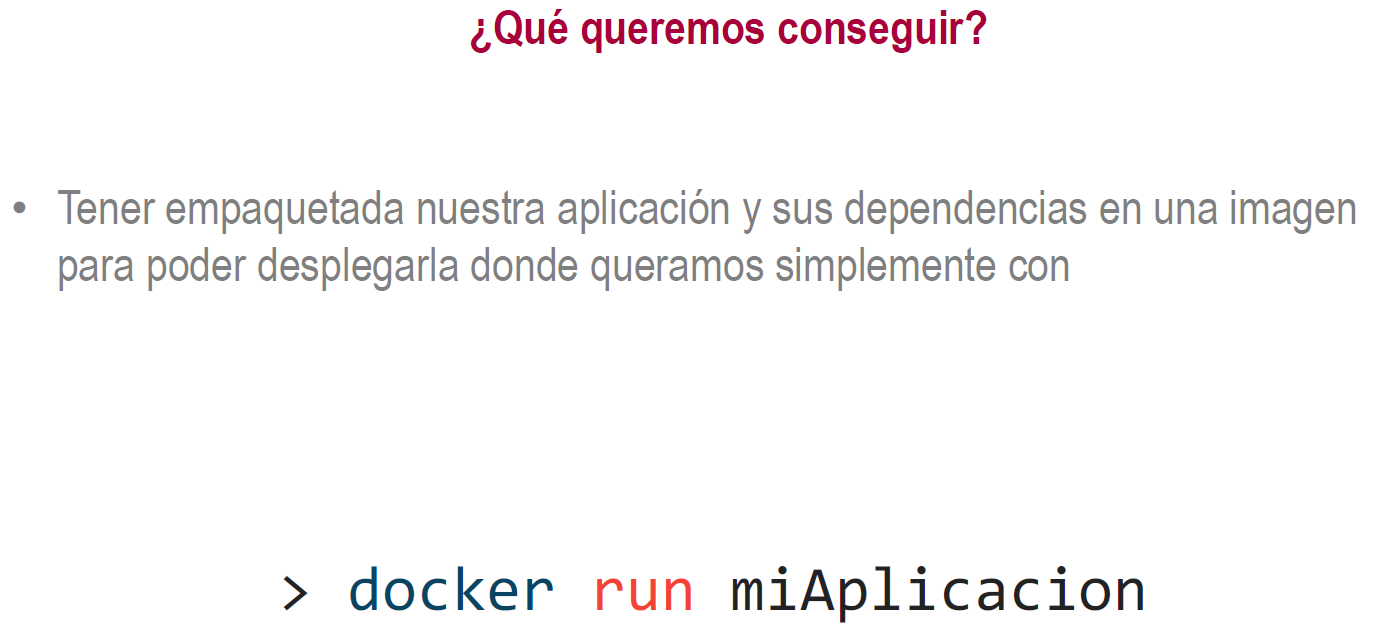 ¿Qué queremos conseguir?
• Tener empaquetada nuestra aplicación y sus dependencias en una imagen
para poder desplegarla donde queramos simplemente con
> docker run miAplicacion